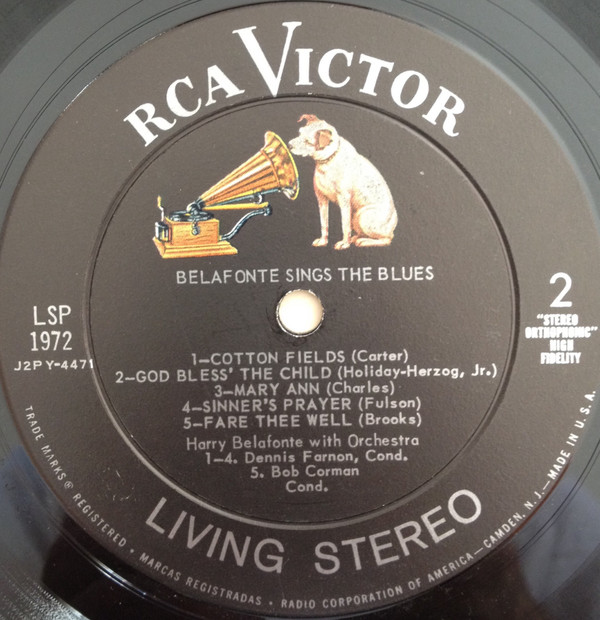 RCA VICTOR
BELAFONTE SINGS THE BLUES
LSP
1972
J2PY-4471
2
"STEREO
ORTHOPHONIC"
HIGH
FIDELITY
1—COTTON FIELDS (Carter)
2—GOD BLESS' THE CHILD (Holiday-Herzog, Jr.)
3—MARY ANN (Charles)
4—SINNER'S PRAYER (Fulson)
5—FARE THEE WELL (Brooks)
Harry Belafonte with Orchestra
1-4. Dennis Farnon, Cond.
5. Bob Corman
Cond.
LIVING STEREO
TRADE MARKS ® REGISTERED • MARCAS REGISTRADAS • RADIO CORPORATION OF AMERICA—CAMDEN, N. J.—MADE IN U.S.A.